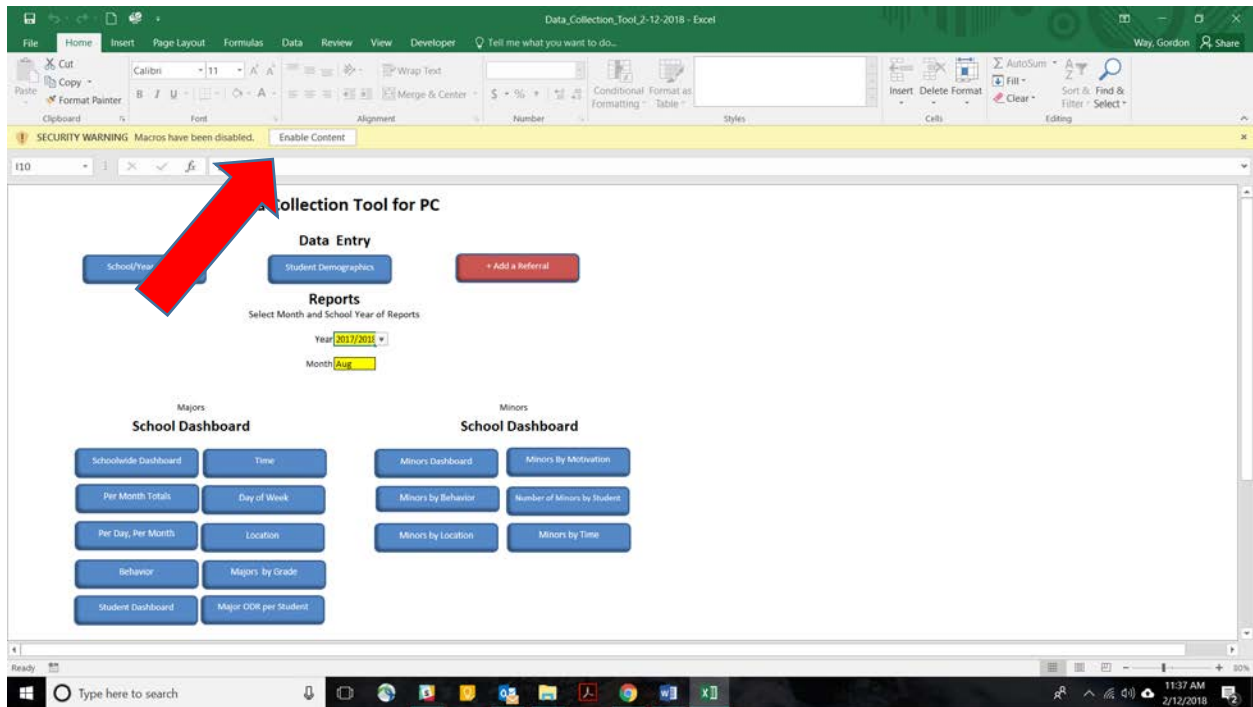 Data_Collection_Tool_2-12-2018 - Excel
File Home Insert Page Layout Formulas Data Review View Developer Tell me what you want to do... Way, Gordon Share
Paste
Cut
Copy
Format Painter
Clipboard
Calibri 11
B I U
Font
Wrap Text
Merge & Center
Alignment
$ %
Number
Conditional Formatting
Format as Table
Styles
Insert Delete Format
Cells
AutoSum
Fill
Clear
Sort & Filter
Find & Select
Editing
SECURITY WARNING Macros have been disabled. Enable Content
I10 fx
Collection Tool for PC
Data Entry
Student Demographics
+ Add a Referral
Reports
Select Month and School Year of Reports
Year 2017/2018
Month Aug
Majors
School Dashboard
Schoolwide Dashboard Time
Per Month Totals Day of Week
Per Day, Per Month Location
Behavior Majors by Grade
Student Dashboard Major ODR per Student
Minors
School Dashboard
Minors Dashboard Minors By Motivation
Minors by Behavior Number of Minors by Student
Minors by Location Minors by Time
Ready
80%
Type here to search
11:37 AM
2/12/2018